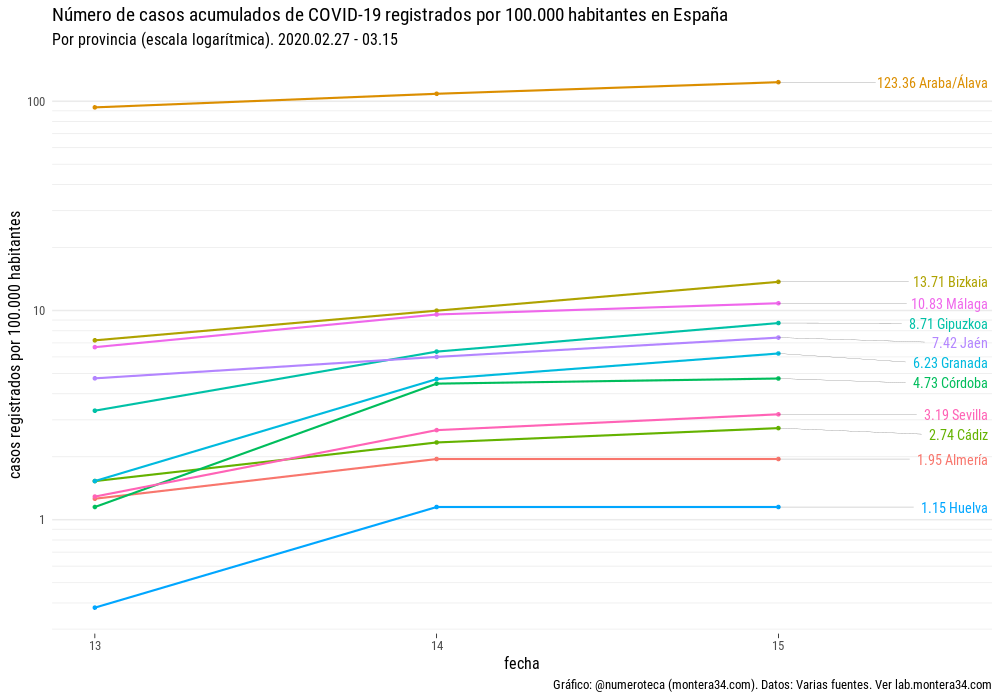 Número de casos acumulados de COVID-19 registrados por 100.000 habitantes en España
Por provincia (escala logarítmica). 2020.02.27 - 03.15
casos registrados por 100.000 habitantes
100
10
1
123.36 Araba/Álava
13.71 Bizkaia
10.83 Málaga
8.71 Gipuzkoa
7.42 Jaén
6.23 Granada
4.73 Córdoba
3.19 Sevilla
2.74 Cádiz
1.95 Almería
1.15 Huelva
13
14
15
fecha
Gráfico: @numeroteca (montera34.com). Datos: Varias fuentes. Ver lab.montera34.com